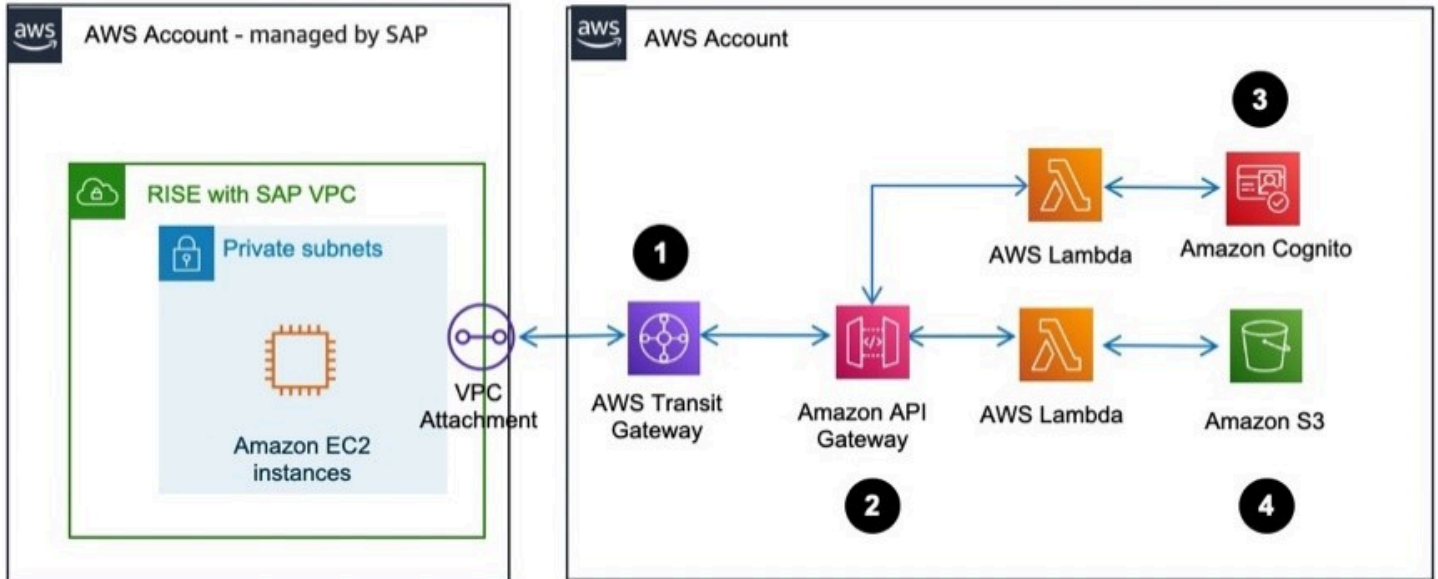 aws
AWS Account - managed by SAP
aws
AWS Account
3
RISE with SAP VPC
Private subnets
1
AWS Lambda
Amazon Cognito
</>
VPC
Attachment
AWS Transit
Gateway
Amazon API
Gateway
AWS Lambda
Amazon S3
Amazon EC2
instances
2
4